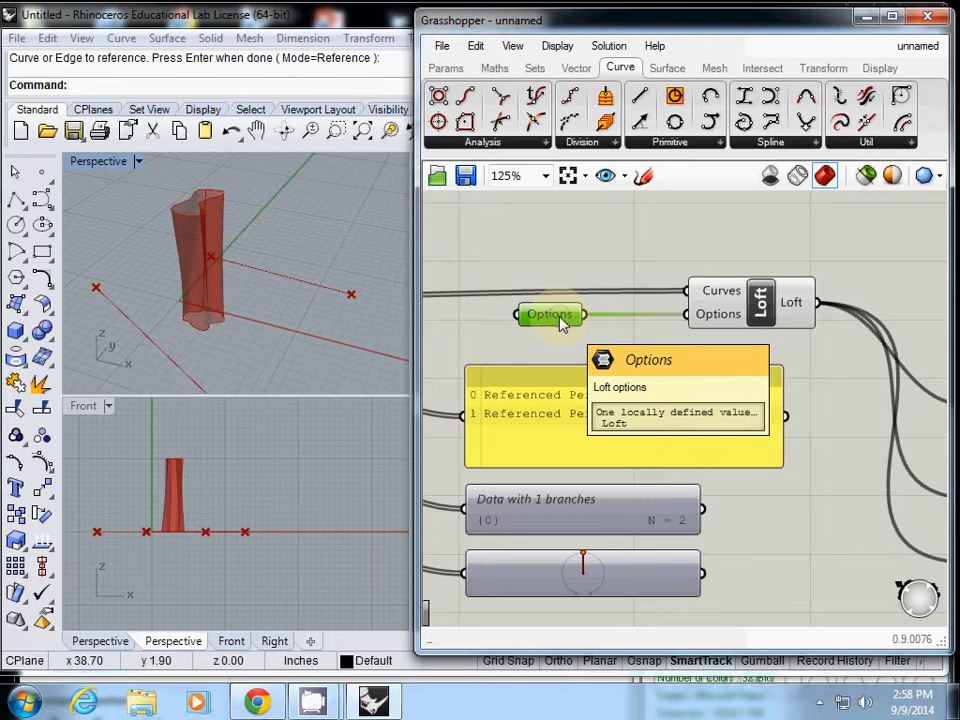 Untitled - Rhinoceros Educational Lab License (64-bit)
File Edit View Curve Surface Solid Mesh Dimension Transform
Curve or Edge to reference. Press Enter when done ( Mode=Reference ):
Command:
Standard CPlanes Set View Display Select Viewport Layout Visibility
Perspective
z
y
x
Front
z
x
Perspective Perspective Front Right
CPlane x 38.70 y 1.90 z 0.00 Inches Default Grid Snap Ortho Planar Osnap SmartTrack Gumball Record History Filter
Grasshopper - unnamed
File Edit View Display Solution Help unnamed
Params Maths Sets Vector Curve Surface Mesh Intersect Transform Display
Analysis Division Primitive Spline Util
125%
Curves
Options
Loft
Loft
Options
Options
Loft options
One locally defined value...
Loft
0 Referenced
1 Referenced
Data with 1 branches
{0} N = 2
0.9.0076
2:58 PM
9/9/2014